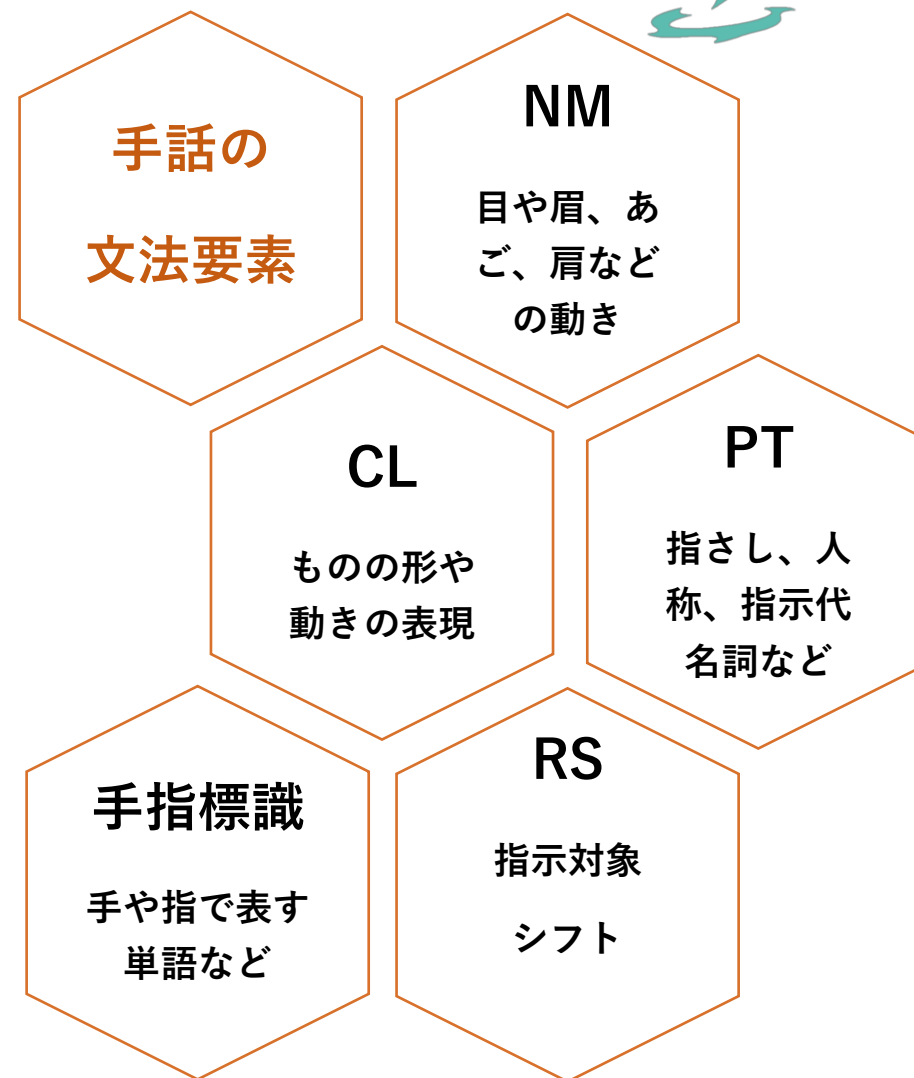 手話の
文法要素
NM
目や眉、あ
ご、肩など
の動き
CL
ものの形や
動きの表現
PT
指さし、人
称、指示代
名詞など
手指標識
手や指で表す
単語など
RS
指示対象
シフト